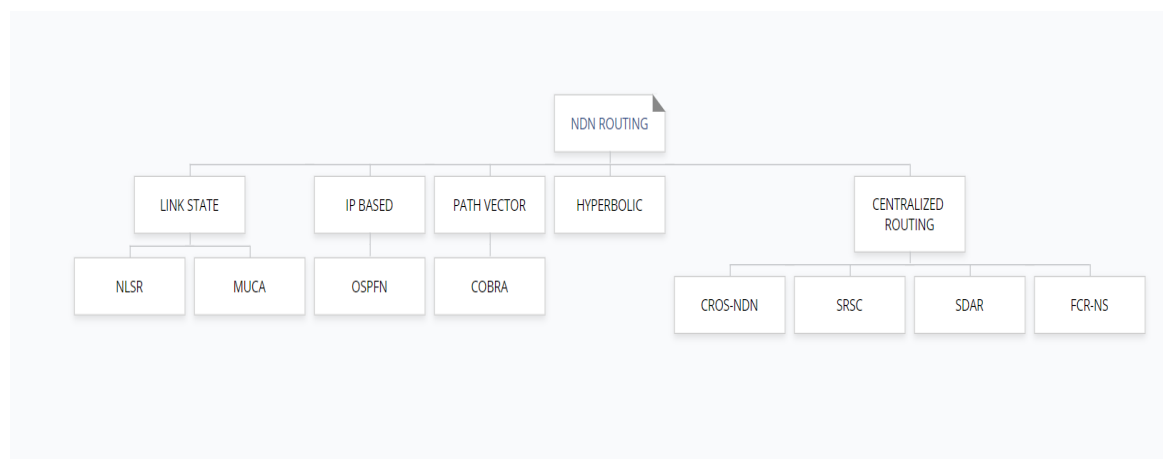 NDN ROUTING
LINK STATE
IP BASED
PATH VECTOR
HYPERBOLIC
CENTRALIZED
ROUTING
NLSR
MUCA
OSPFN
COBRA
CROS-NDN
SRSC
SDAR
FCR-NS